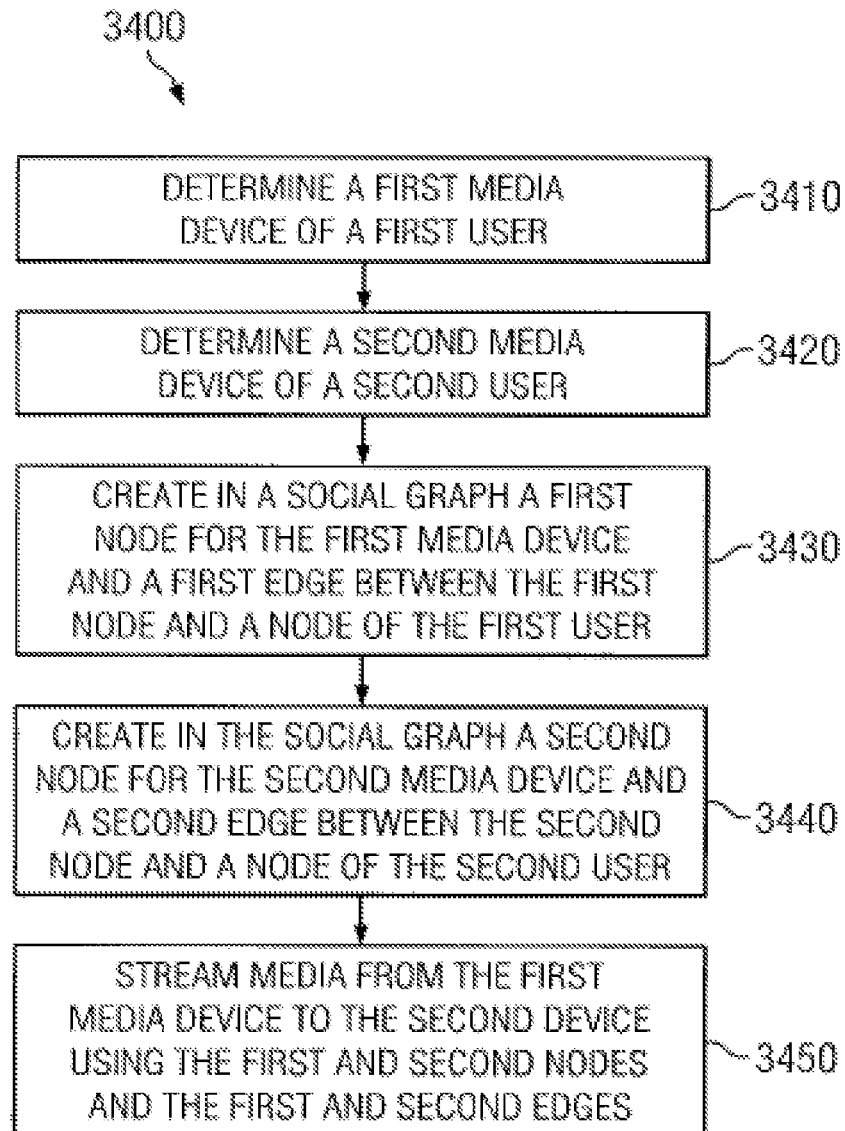 3400
DETERMINE A FIRST MEDIA
DEVICE OF A FIRST USER
3410
DETERMINE A SECOND MEDIA
DEVICE OF A SECOND USER
3420
CREATE IN A SOCIAL GRAPH A FIRST
NODE FOR THE FIRST MEDIA DEVICE
AND A FIRST EDGE BETWEEN THE FIRST
NODE AND A NODE OF THE FIRST USER
3430
CREATE IN THE SOCIAL GRAPH A SECOND
NODE FOR THE SECOND MEDIA DEVICE AND
A SECOND EDGE BETWEEN THE SECOND
NODE AND A NODE OF THE SECOND USER
3440
STREAM MEDIA FROM THE FIRST
MEDIA DEVICE TO THE SECOND DEVICE
USING THE FIRST AND SECOND NODES
AND THE FIRST AND SECOND EDGES
3450